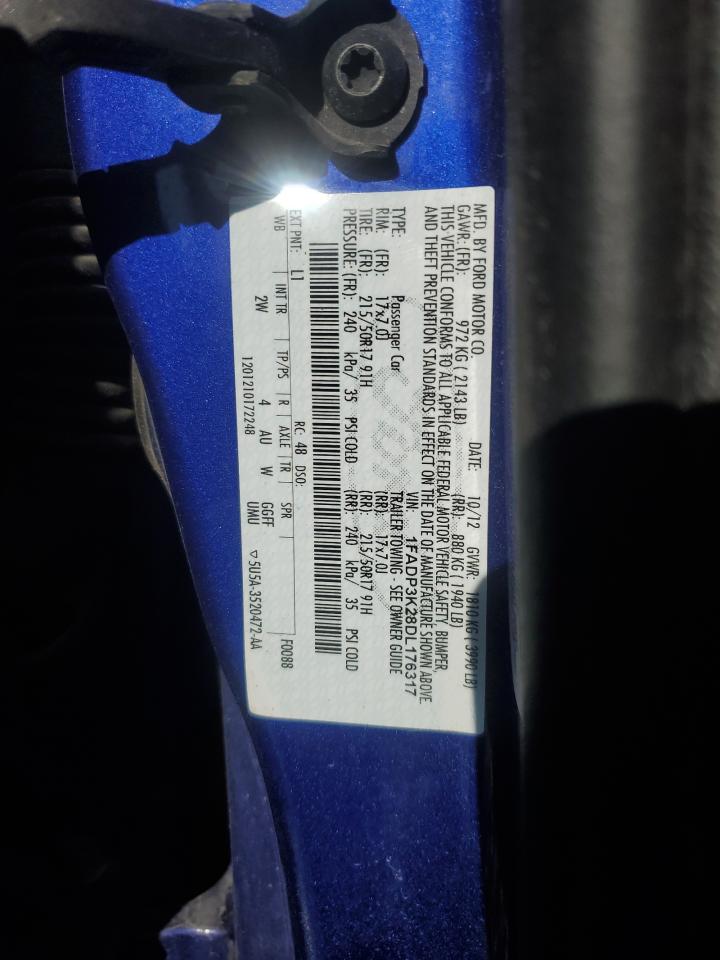 MFD. BY FORD MOTOR CO.
DATE: 10/12 GVWR: 1810 KG ( 3990 LB)
GAWR: (FR): 972 KG ( 2143 LB) (RR): 880 KG ( 1940 LB)
THIS VEHICLE CONFORMS TO ALL APPLICABLE FEDERAL MOTOR VEHICLE SAFETY, BUMPER,
AND THEFT PREVENTION STANDARDS IN EFFECT ON THE DATE OF MANUFACTURE SHOWN ABOVE.
VIN: 1FADP3K28DL176317
TYPE: Passenger Car TRAILER TOWING - SEE OWNER GUIDE
RIM: (FR): 17x7.0J (RR): 17x7.0J
TIRE: (FR): 215/50R17 91H (RR): 215/50R17 91H
PRESSURE: (FR): 240 kPa/ 35 PSI COLD (RR): 240 kPa/ 35 PSI COLD
EXT PNT: L1 RC: 48 DSO: F0088
WB INT TR TP/PS R AXLE TR SPR
2W 4 AU W GGFF
UMU
1201210172248 ▽5U5A-3520472-AA